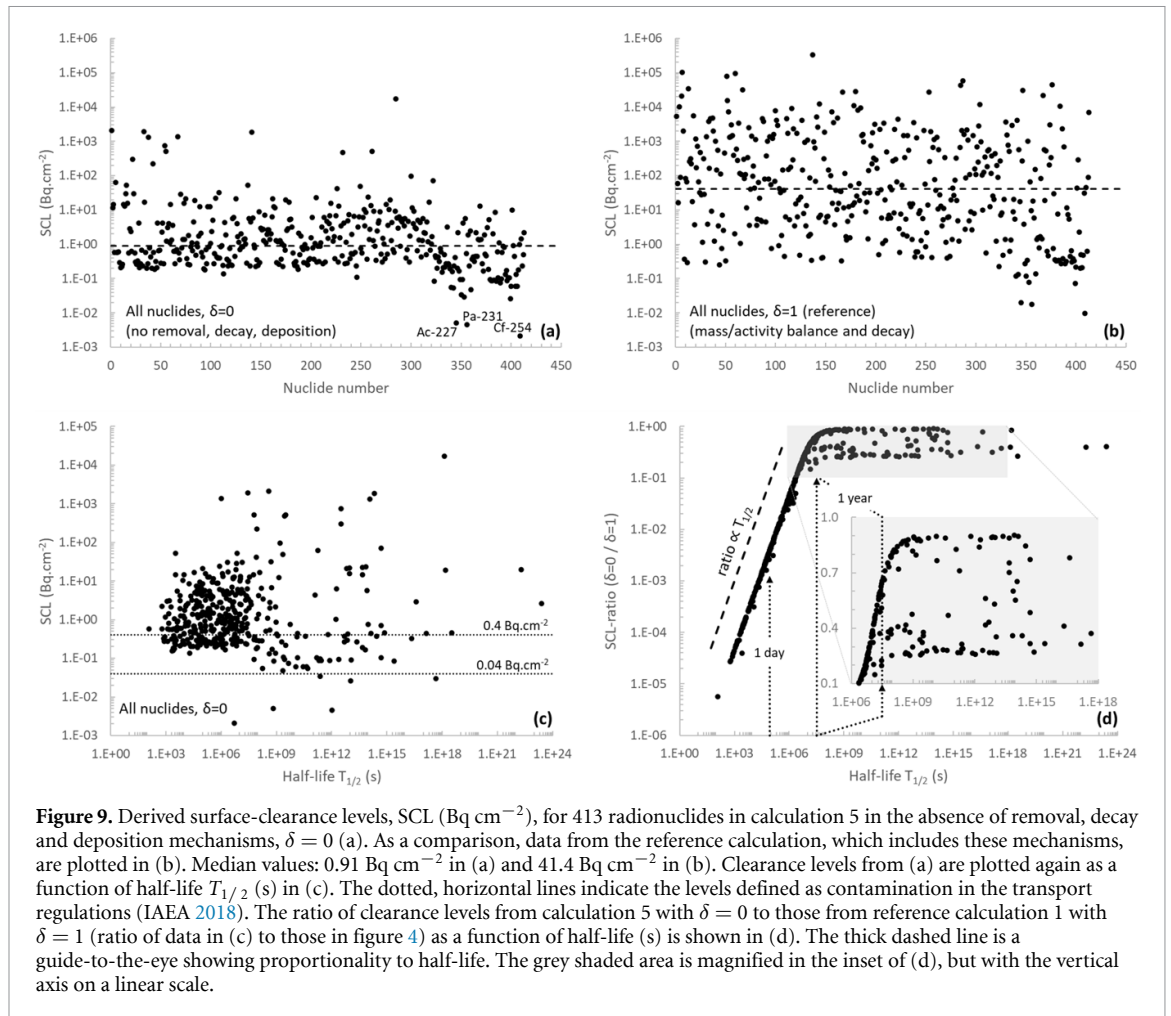 1.E+06
1.E+05
1.E+04
1.E+03
1.E+02
1.E+01
1.E+00
1.E-01
1.E-02
1.E-03
SCL (Bq.cm⁻²)
All nuclides, δ=0
(no removal, decay, deposition)
Ac-227
Pa-231
Cf-254
(a)
0 50 100 150 200 250 300 350 400 450
Nuclide number
1.E+06
1.E+05
1.E+04
1.E+03
1.E+02
1.E+01
1.E+00
1.E-01
1.E-02
1.E-03
SCL (Bq.cm⁻²)
All nuclides, δ=1 (reference)
(mass/activity balance and decay)
(b)
0 50 100 150 200 250 300 350 400 450
Nuclide number
1.E+05
1.E+04
1.E+03
1.E+02
1.E+01
1.E+00
1.E-01
1.E-02
1.E-03
SCL (Bq.cm⁻²)
0.4 Bq.cm⁻²
0.04 Bq.cm⁻²
All nuclides, δ=0
(c)
1.E+00 1.E+03 1.E+06 1.E+09 1.E+12 1.E+15 1.E+18 1.E+21 1.E+24
Half-life T₁/₂ (s)
1.E+00
1.E-01
1.E-02
1.E-03
1.E-04
1.E-05
1.E-06
SCL-ratio (δ=0 / δ=1)
ratio ∝ T₁/₂
1 day
1 year
1.0
0.7
0.4
0.1
1.E+06 1.E+09 1.E+12 1.E+15 1.E+18
(d)
1.E+00 1.E+03 1.E+06 1.E+09 1.E+12 1.E+15 1.E+18 1.E+21 1.E+24
Half-life T₁/₂ (s)
Figure 9. Derived surface-clearance levels, SCL (Bq cm⁻²), for 413 radionuclides in calculation 5 in the absence of removal, decay
and deposition mechanisms, δ = 0 (a). As a comparison, data from the reference calculation, which includes these mechanisms,
are plotted in (b). Median values: 0.91 Bq cm⁻² in (a) and 41.4 Bq cm⁻² in (b). Clearance levels from (a) are plotted again as a
function of half-life T₁/₂ (s) in (c). The dotted, horizontal lines indicate the levels defined as contamination in the transport
regulations (IAEA 2018). The ratio of clearance levels from calculation 5 with δ = 0 to those from reference calculation 1 with
δ = 1 (ratio of data in (c) to those in figure 4) as a function of half-life (s) is shown in (d). The thick dashed line is a
guide-to-the-eye showing proportionality to half-life. The grey shaded area is magnified in the inset of (d), but with the vertical
axis on a linear scale.